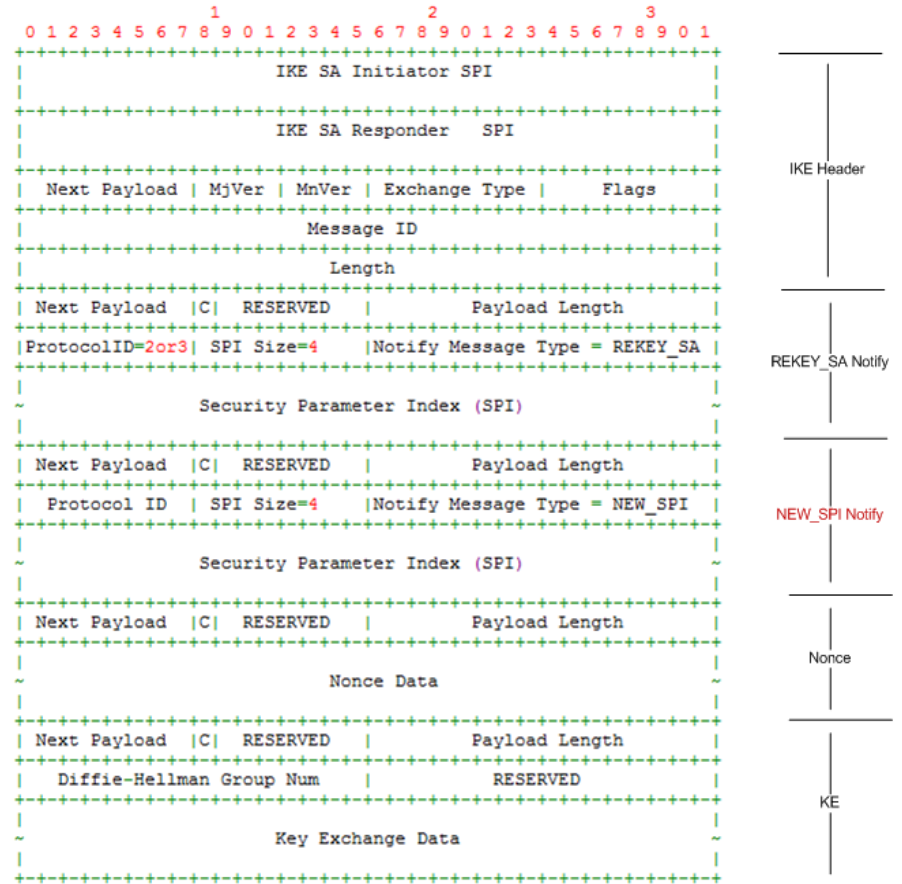 1 2 3
0 1 2 3 4 5 6 7 8 9 0 1 2 3 4 5 6 7 8 9 0 1 2 3 4 5 6 7 8 9 0 1
+-+-+-+-+-+-+-+-+-+-+-+-+-+-+-+-+-+-+-+-+-+-+-+-+-+-+-+-+-+-+-+-+
| IKE SA Initiator SPI |
| |
+-+-+-+-+-+-+-+-+-+-+-+-+-+-+-+-+-+-+-+-+-+-+-+-+-+-+-+-+-+-+-+-+
| IKE SA Responder SPI |
| |
+-+-+-+-+-+-+-+-+-+-+-+-+-+-+-+-+-+-+-+-+-+-+-+-+-+-+-+-+-+-+-+-+
| Next Payload | MjVer | MnVer | Exchange Type | Flags |
+-+-+-+-+-+-+-+-+-+-+-+-+-+-+-+-+-+-+-+-+-+-+-+-+-+-+-+-+-+-+-+-+
| Message ID |
+-+-+-+-+-+-+-+-+-+-+-+-+-+-+-+-+-+-+-+-+-+-+-+-+-+-+-+-+-+-+-+-+
| Length |
+-+-+-+-+-+-+-+-+-+-+-+-+-+-+-+-+-+-+-+-+-+-+-+-+-+-+-+-+-+-+-+-+
IKE Header
| Next Payload |C| RESERVED | Payload Length |
+-+-+-+-+-+-+-+-+-+-+-+-+-+-+-+-+-+-+-+-+-+-+-+-+-+-+-+-+-+-+-+-+
|ProtocolID=2or3| SPI Size=4 |Notify Message Type = REKEY_SA |
+-+-+-+-+-+-+-+-+-+-+-+-+-+-+-+-+-+-+-+-+-+-+-+-+-+-+-+-+-+-+-+-+
| |
~ Security Parameter Index (SPI) ~
| |
+-+-+-+-+-+-+-+-+-+-+-+-+-+-+-+-+-+-+-+-+-+-+-+-+-+-+-+-+-+-+-+-+
REKEY_SA Notify
| Next Payload |C| RESERVED | Payload Length |
+-+-+-+-+-+-+-+-+-+-+-+-+-+-+-+-+-+-+-+-+-+-+-+-+-+-+-+-+-+-+-+-+
| Protocol ID | SPI Size=4 |Notify Message Type = NEW_SPI |
+-+-+-+-+-+-+-+-+-+-+-+-+-+-+-+-+-+-+-+-+-+-+-+-+-+-+-+-+-+-+-+-+
| |
~ Security Parameter Index (SPI) ~
| |
+-+-+-+-+-+-+-+-+-+-+-+-+-+-+-+-+-+-+-+-+-+-+-+-+-+-+-+-+-+-+-+-+
NEW_SPI Notify
| Next Payload |C| RESERVED | Payload Length |
+-+-+-+-+-+-+-+-+-+-+-+-+-+-+-+-+-+-+-+-+-+-+-+-+-+-+-+-+-+-+-+-+
| |
~ Nonce Data ~
| |
+-+-+-+-+-+-+-+-+-+-+-+-+-+-+-+-+-+-+-+-+-+-+-+-+-+-+-+-+-+-+-+-+
Nonce
| Next Payload |C| RESERVED | Payload Length |
+-+-+-+-+-+-+-+-+-+-+-+-+-+-+-+-+-+-+-+-+-+-+-+-+-+-+-+-+-+-+-+-+
| Diffie-Hellman Group Num | RESERVED |
+-+-+-+-+-+-+-+-+-+-+-+-+-+-+-+-+-+-+-+-+-+-+-+-+-+-+-+-+-+-+-+-+
| |
~ Key Exchange Data ~
| |
+-+-+-+-+-+-+-+-+-+-+-+-+-+-+-+-+-+-+-+-+-+-+-+-+-+-+-+-+-+-+-+-+
KE